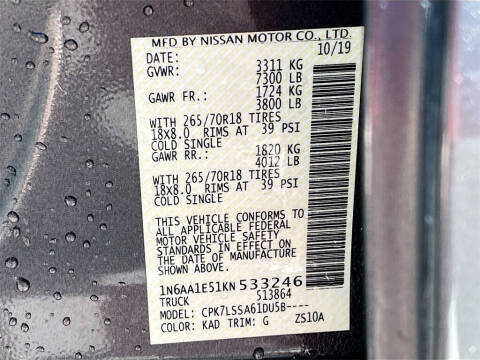 MFD BY NISSAN MOTOR CO., LTD.
DATE: 10/19
GVWR: 3311 KG
7300 LB
GAWR FR.: 1724 KG
3800 LB
WITH 265/70R18 TIRES
18x8.0 RIMS AT 39 PSI
COLD SINGLE
GAWR RR.: 1820 KG
4012 LB
WITH 265/70R18 TIRES
18x8.0 RIMS AT 39 PSI
COLD SINGLE
THIS VEHICLE CONFORMS TO
ALL APPLICABLE FEDERAL
MOTOR VEHICLE SAFETY
STANDARDS IN EFFECT ON
THE DATE OF MANUFACTURE
SHOWN ABOVE
1N6AA1E51KN 533246
TRUCK 513864
MODEL: CPK7LSSA61DU5B----
COLOR: KAD TRIM: G ZS10A